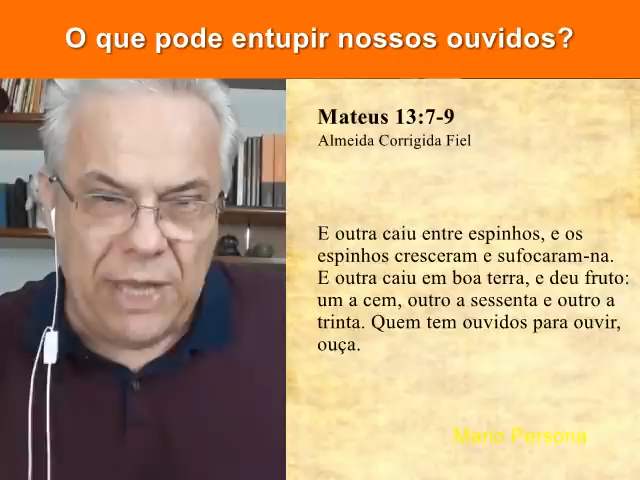 O que pode entupir nossos ouvidos?
Mateus 13:7-9
Almeida Corrigida Fiel
E outra caiu entre espinhos, e os
espinhos cresceram e sufocaram-na.
E outra caiu em boa terra, e deu fruto:
um a cem, outro a sessenta e outro a
trinta. Quem tem ouvidos para ouvir,
ouça.
Mario Persona